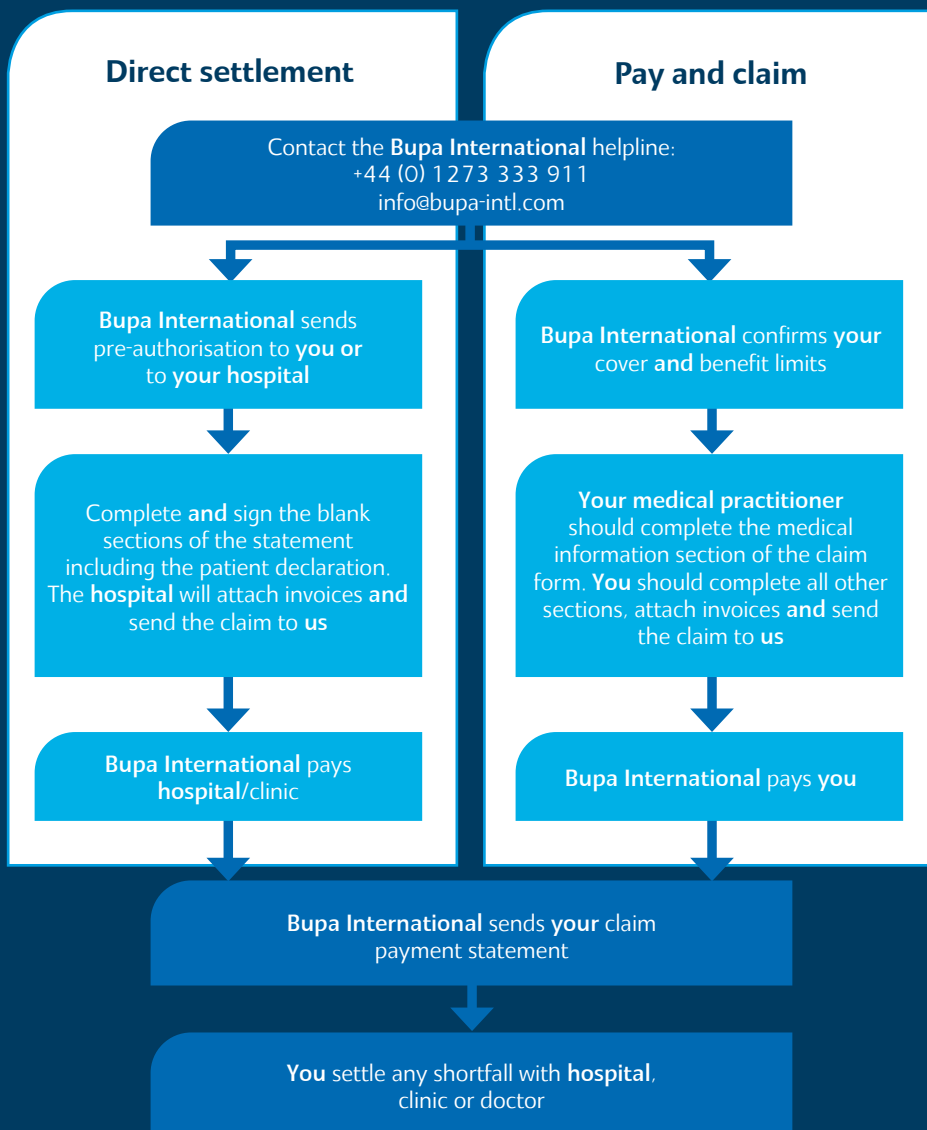 Direct settlement
Pay and claim
Contact the Bupa International helpline:
+44 (0) 1273 333 911
info@bupa-intl.com
Bupa International sends
pre-authorisation to you or
to your hospital
Complete and sign the blank
sections of the statement
including the patient declaration.
The hospital will attach invoices and
send the claim to us
Bupa International pays
hospital/clinic
Bupa International confirms your
cover and benefit limits
Your medical practitioner
should complete the medical
information section of the claim
form. You should complete all other
sections, attach invoices and send
the claim to us
Bupa International pays you
Bupa International sends your claim
payment statement
You settle any shortfall with hospital,
clinic or doctor